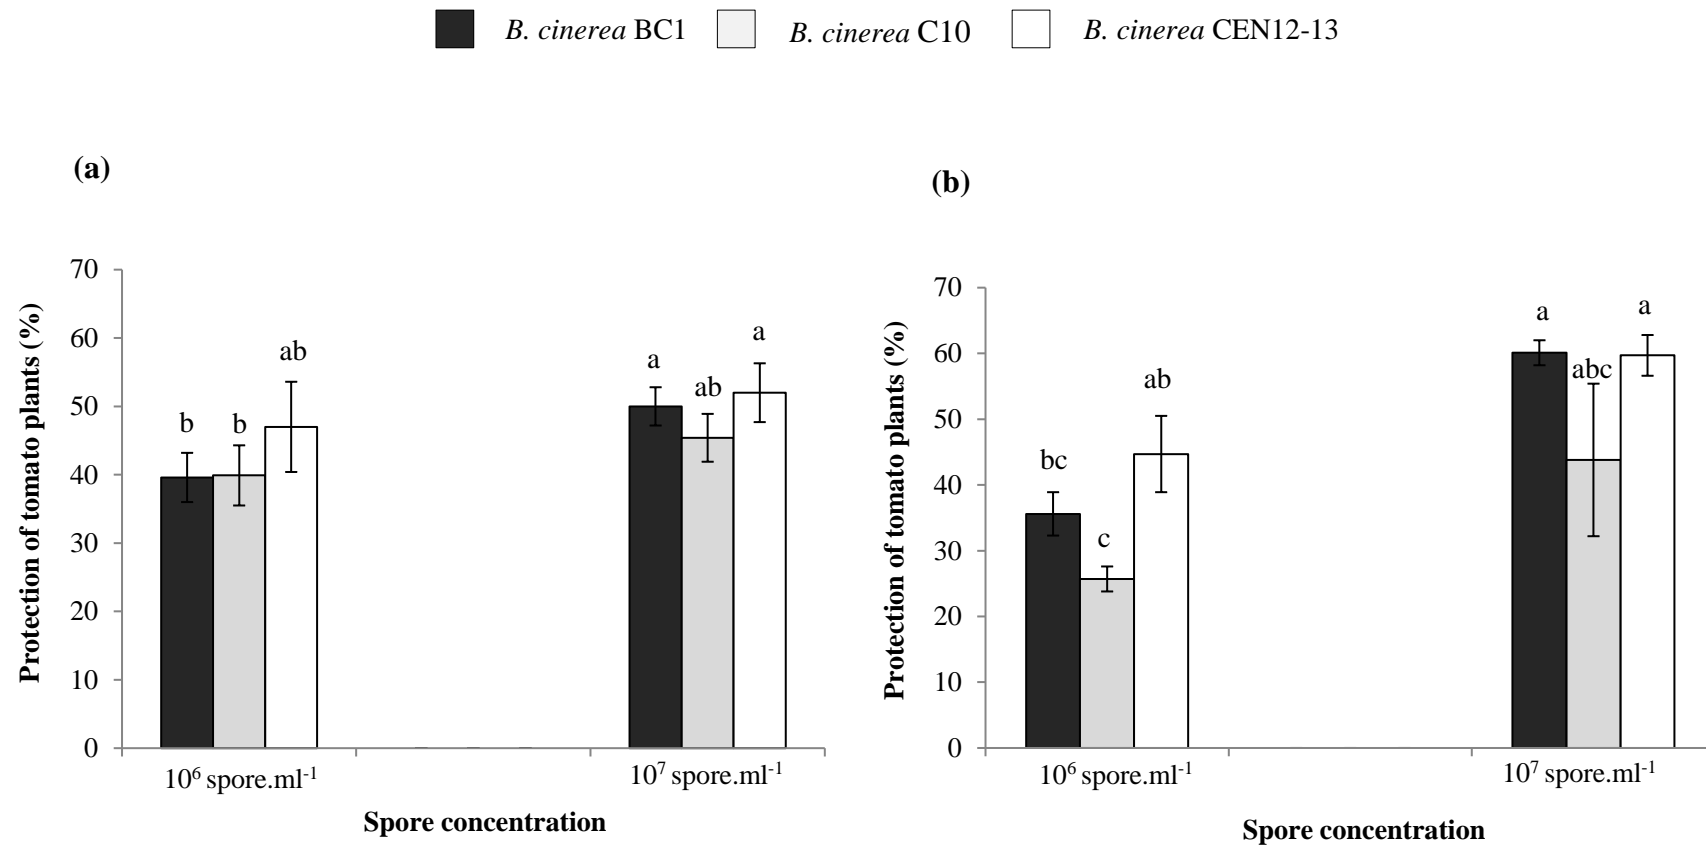 B. cinerea BC1 B. cinerea C10 B. cinerea CEN12-13
(a)
Protection of tomato plants (%)
70
60
50
40
30
20
10
0
b
b
ab
a
ab
a
10⁶ spore.ml⁻¹
10⁷ spore.ml⁻¹
Spore concentration
(b)
Protection of tomato plants (%)
70
60
50
40
30
20
10
0
bc
c
ab
a
abc
a
10⁶ spore.ml⁻¹
10⁷ spore.ml⁻¹
Spore concentration